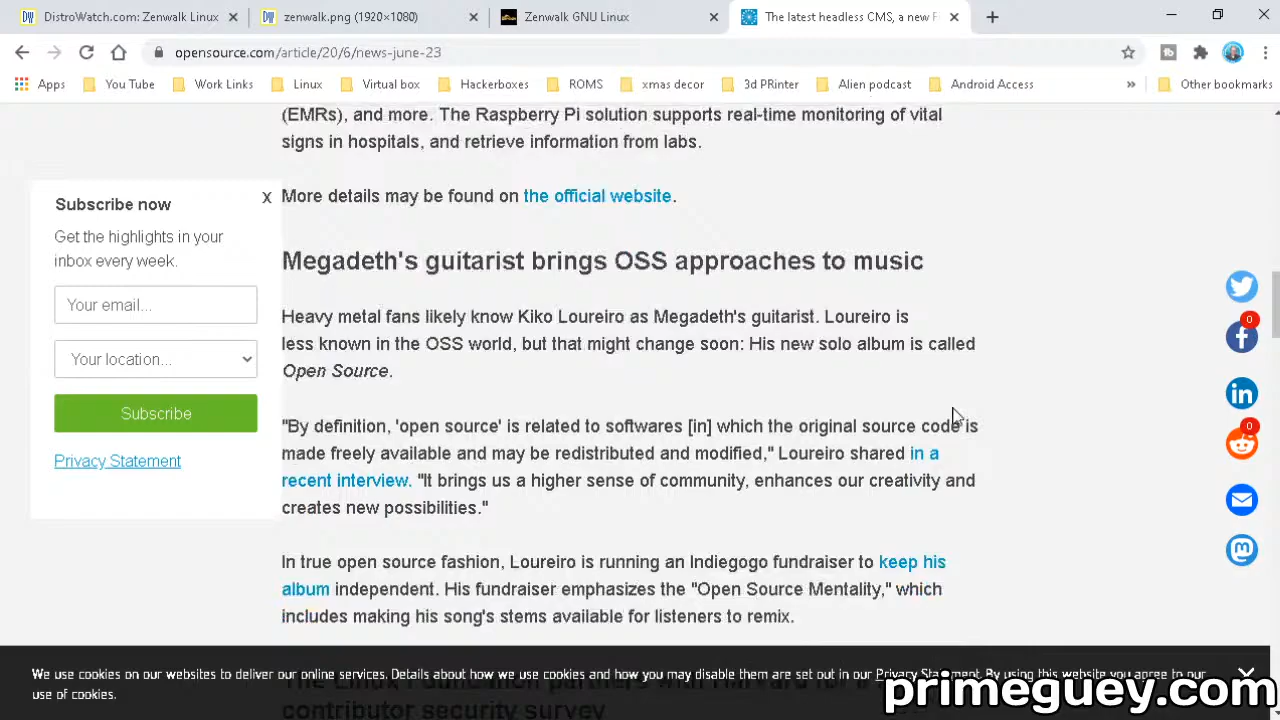 DistroWatch.com: Zenwalk Linux
zenwalk.png (1920×1080)
Zenwalk GNU Linux
The latest headless CMS, a new F
opensource.com/article/20/6/news-june-23
Apps
You Tube
Work Links
Linux
Virtual box
Hackerboxes
ROMS
xmas decor
3d PRinter
Alien podcast
Android Access
»
Other bookmarks
(EMRs), and more. The Raspberry Pi solution supports real-time monitoring of vital
signs in hospitals, and retrieve information from labs.
More details may be found on the official website.
Subscribe now
X
Get the highlights in your
inbox every week.
Your email...
Your location...
Subscribe
Privacy Statement
Megadeth's guitarist brings OSS approaches to music
Heavy metal fans likely know Kiko Loureiro as Megadeth's guitarist. Loureiro is
less known in the OSS world, but that might change soon: His new solo album is called
Open Source.
"By definition, 'open source' is related to softwares [in] which the original source code is
made freely available and may be redistributed and modified," Loureiro shared in a
recent interview. "It brings us a higher sense of community, enhances our creativity and
creates new possibilities."
In true open source fashion, Loureiro is running an Indiegogo fundraiser to keep his
album independent. His fundraiser emphasizes the "Open Source Mentality," which
includes making his song's stems available for listeners to remix.
0
0
We use cookies on our websites to deliver our online services. Details about how we use cookies and how you may disable them are set out in our Privacy Statement. By using this website you agree to our
use of cookies.
contributor security survey
primeguey.com